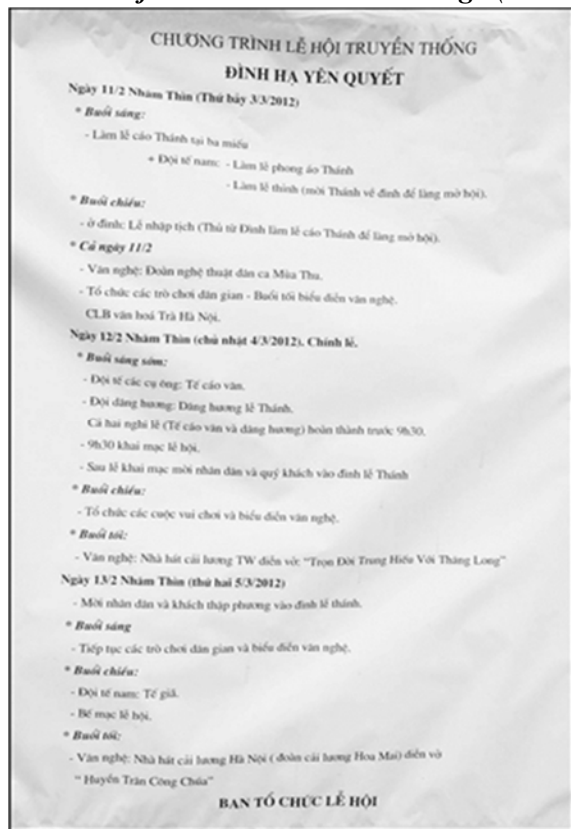 CHƯƠNG TRÌNH LỄ HỘI TRUYỀN THỐNG
ĐÌNH HẠ YÊN QUYẾT
Ngày 11/2 Nhâm Thìn (Thứ bảy 3/3/2012)
* Buổi sáng:
- Làm lễ cáo Thánh tại ba miếu
+ Đội tế nam: - Làm lễ phong áo Thánh
- Làm lễ thỉnh (mời Thánh về đình để làng mở hội).
* Buổi chiều:
- ở đình: Lễ nhập tịch (Thủ từ Đình làm lễ cáo Thánh để làng mở hội).
* Cả ngày 11/2
- Văn nghệ: Đoàn nghệ thuật dân ca Mùa Thu.
- Tổ chức các trò chơi dân gian - Buổi tối biểu diễn văn nghệ.
CLB văn hoá Trà Hà Nội.
Ngày 12/2 Nhâm Thìn (chủ nhật 4/3/2012). Chính lễ.
* Buổi sáng sớm:
- Đội tế các cụ ông: Tế cáo văn.
- Đội dâng hương: Dâng hương lễ Thánh.
Cả hai nghi lễ (Tế cáo văn và dâng hương) hoàn thành trước 9h30.
- 9h30 khai mạc lễ hội.
- Sau lễ khai mạc mời nhân dân và quý khách vào đình lễ Thánh
* Buổi chiều:
- Tổ chức các cuộc vui chơi và biểu diễn văn nghệ.
* Buổi tối:
- Văn nghệ: Nhà hát cải lương TW diễn vở: "Trọn Đời Trung Hiếu Với Thăng Long"
Ngày 13/2 Nhâm Thìn (thứ hai 5/3/2012)
- Mời nhân dân và khách thập phương vào đình lễ thánh.
* Buổi sáng
- Tiếp tục các trò chơi dân gian và biểu diễn văn nghệ.
* Buổi chiều:
- Đội tế nam: Tế giã.
- Bế mạc lễ hội.
* Buổi tối:
- Văn nghệ: Nhà hát cải lương Hà Nội ( đoàn cải lương Hoa Mai) diễn vở
" Huyền Trân Công Chúa"
BAN TỔ CHỨC LỄ HỘI